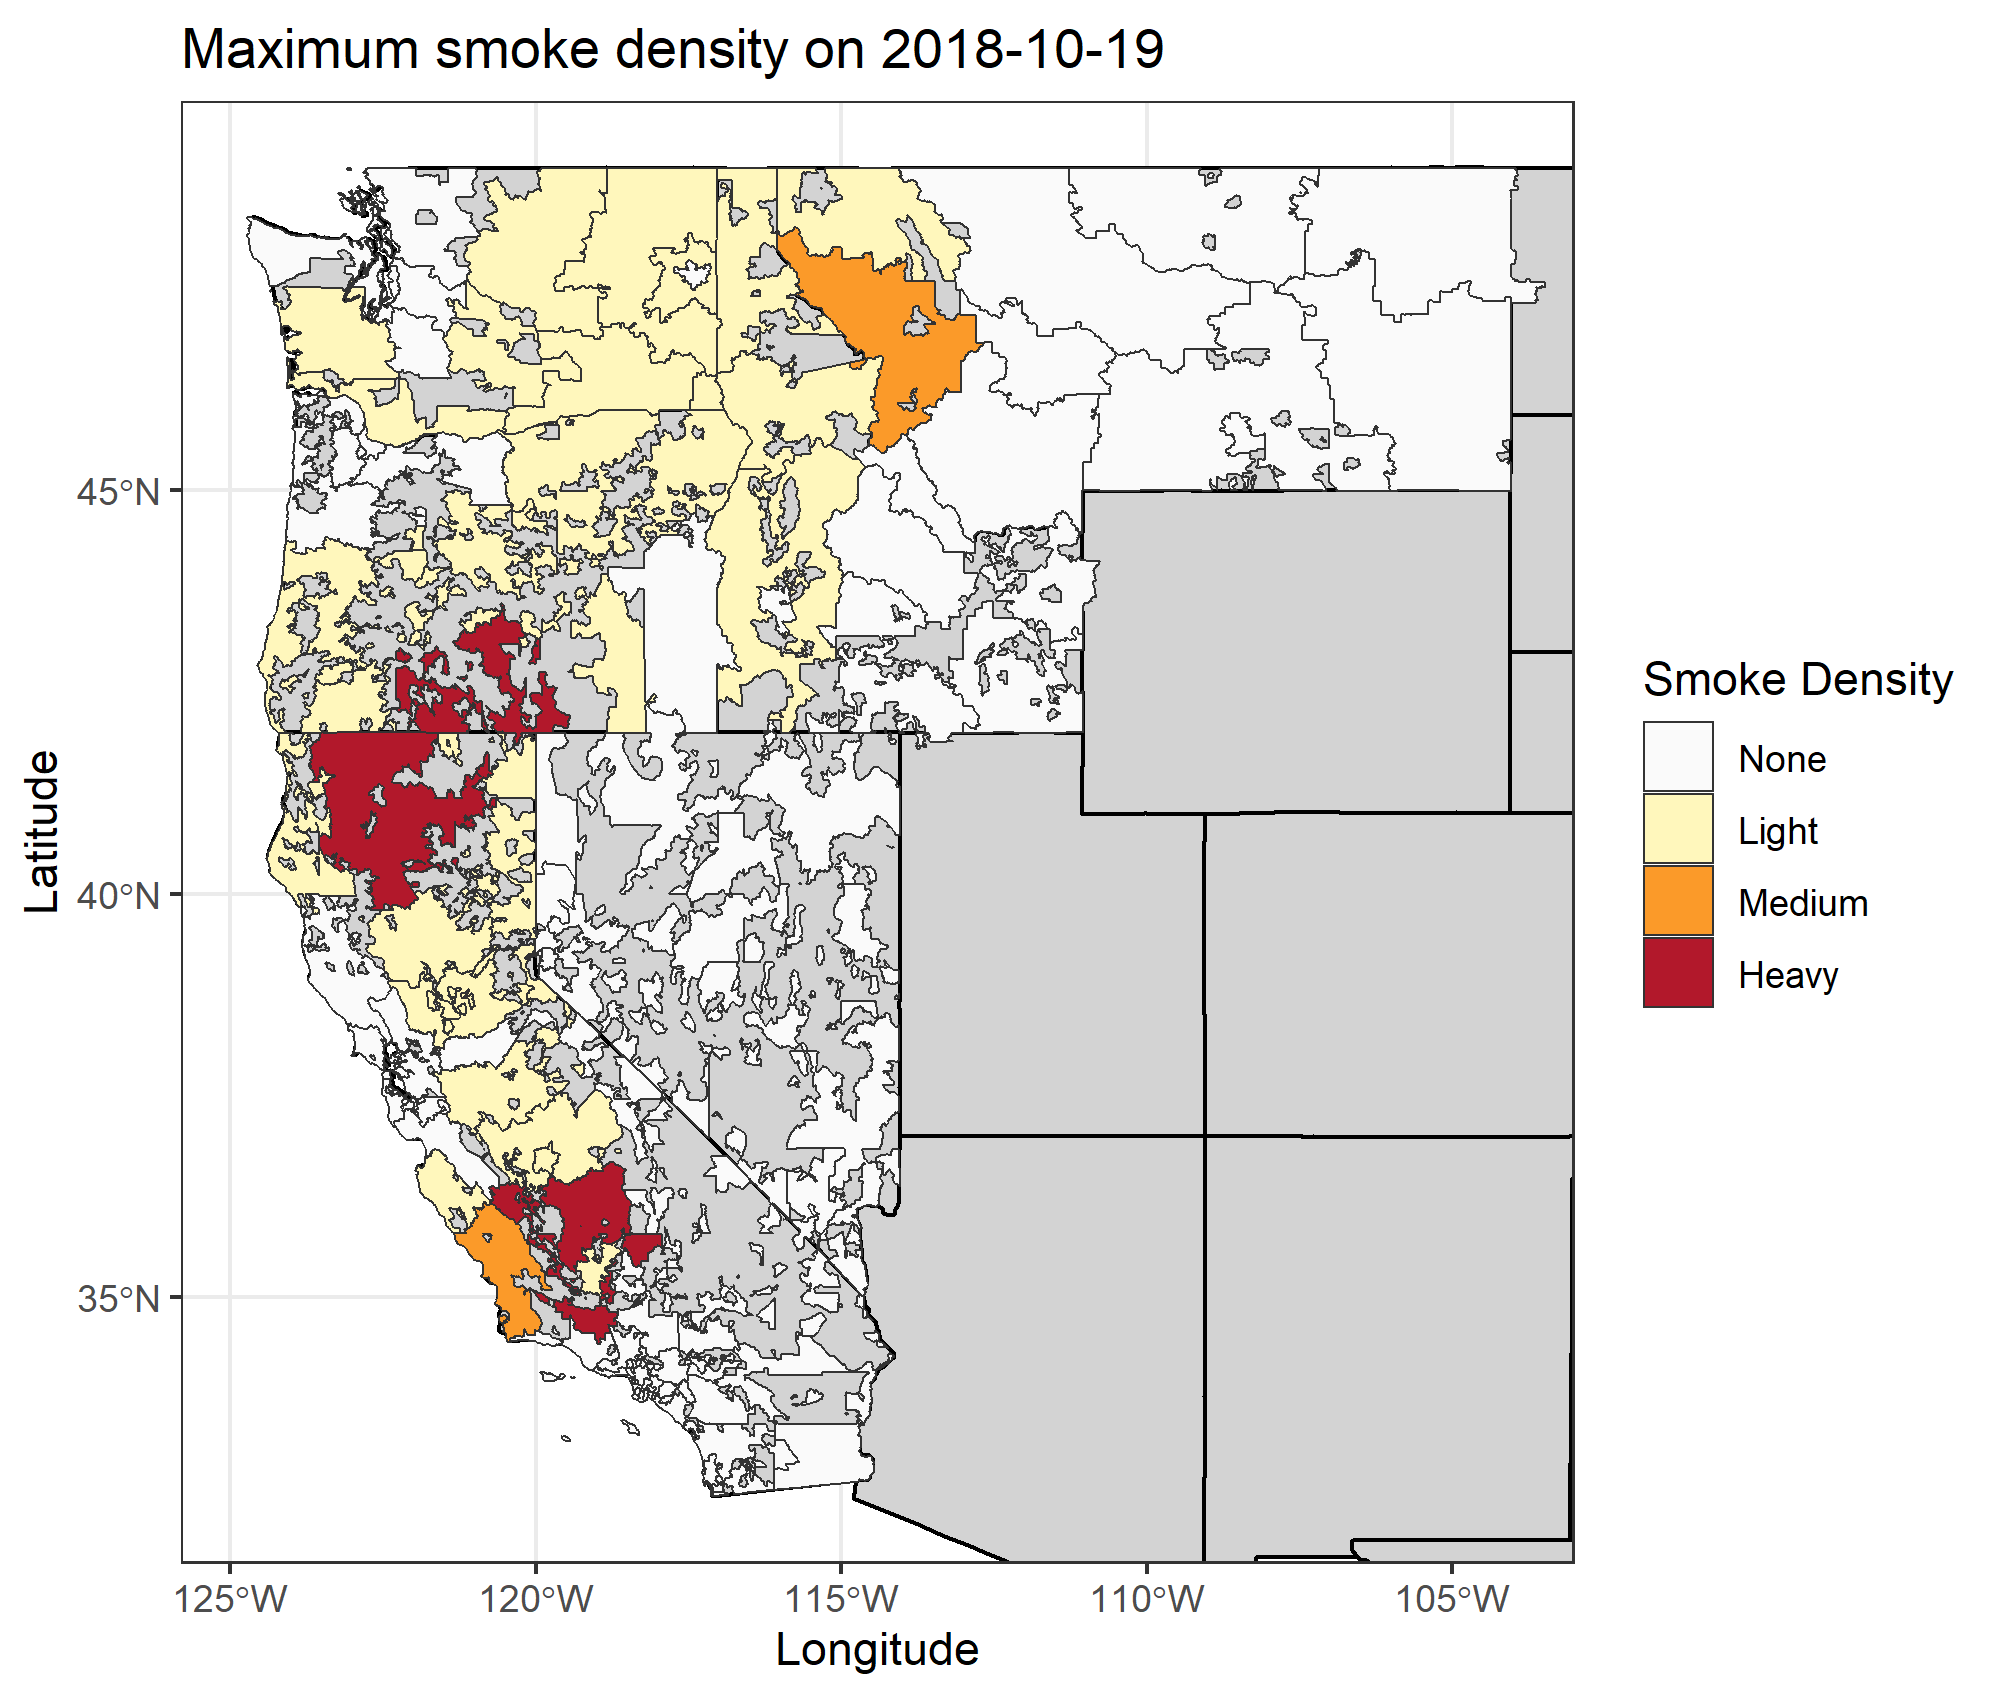 Maximum smoke density on 2018-10-19
45°N
40°N
35°N
Latitude
125°W
120°W
115°W
110°W
105°W
Longitude
Smoke Density
None
Light
Medium
Heavy